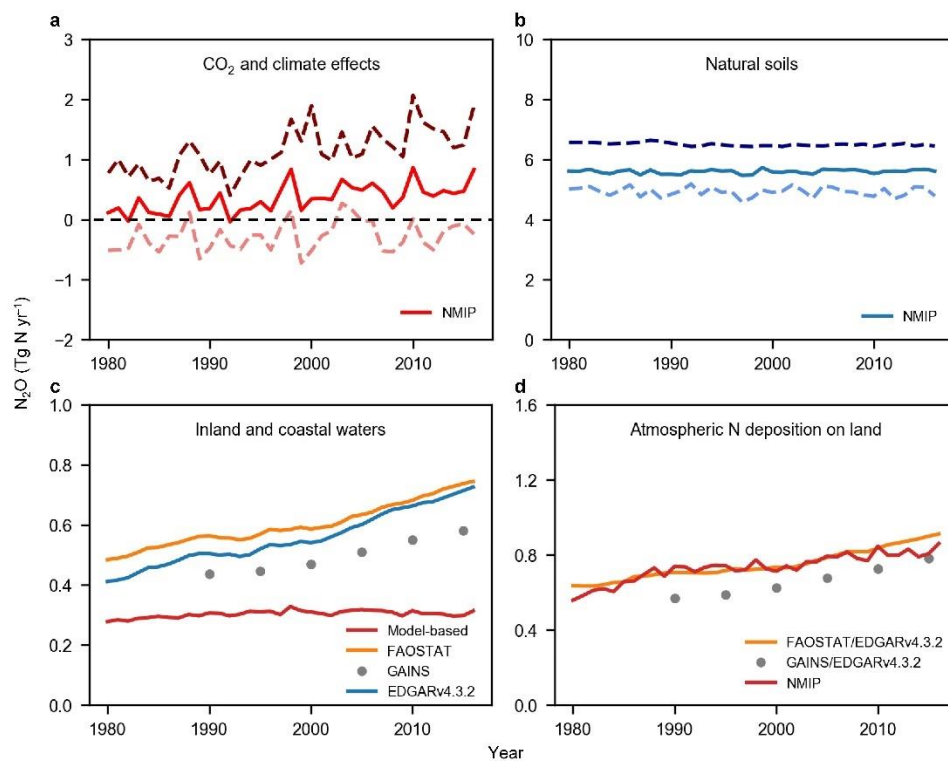 a
CO₂ and climate effects
3
2
1
0
−1
−2
NMIP
1980
1990
2000
2010
b
Natural soils
10
8
6
4
2
0
NMIP
1980
1990
2000
2010
N₂O (Tg N yr⁻¹)
c
Inland and coastal waters
1.0
0.8
0.6
0.4
0.2
0.0
Model-based
FAOSTAT
GAINS
EDGARv4.3.2
1980
1990
2000
2010
d
Atmospheric N deposition on land
1.6
1.2
0.8
0.4
0.0
FAOSTAT/EDGARv4.3.2
GAINS/EDGARv4.3.2
NMIP
1980
1990
2000
2010
Year